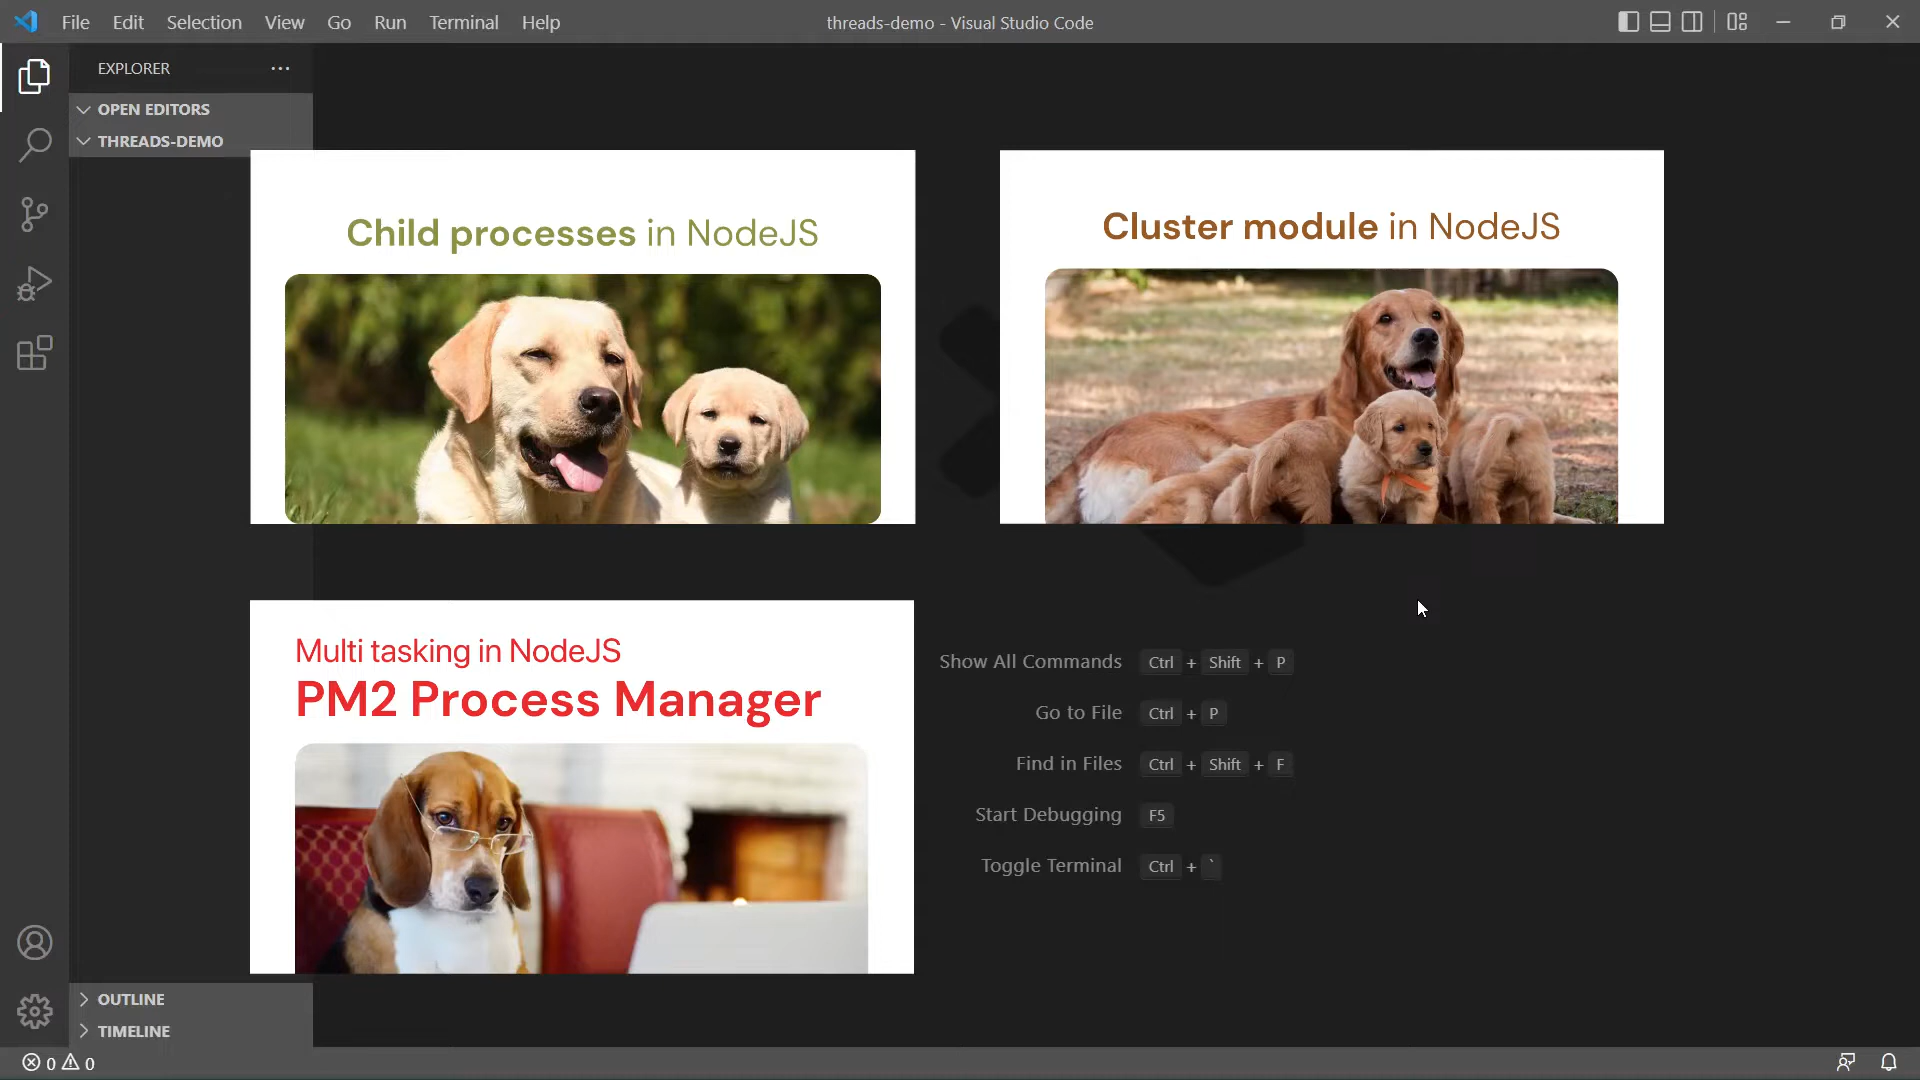 File Edit Selection View Go Run Terminal Help
threads-demo - Visual Studio Code
EXPLORER
OPEN EDITORS
THREADS-DEMO
Child processes in NodeJS
Cluster module in NodeJS
Multi tasking in NodeJS
PM2 Process Manager
Show All Commands Ctrl + Shift + P
Go to File Ctrl + P
Find in Files Ctrl + Shift + F
Start Debugging F5
Toggle Terminal Ctrl + `
OUTLINE
TIMELINE
0 0